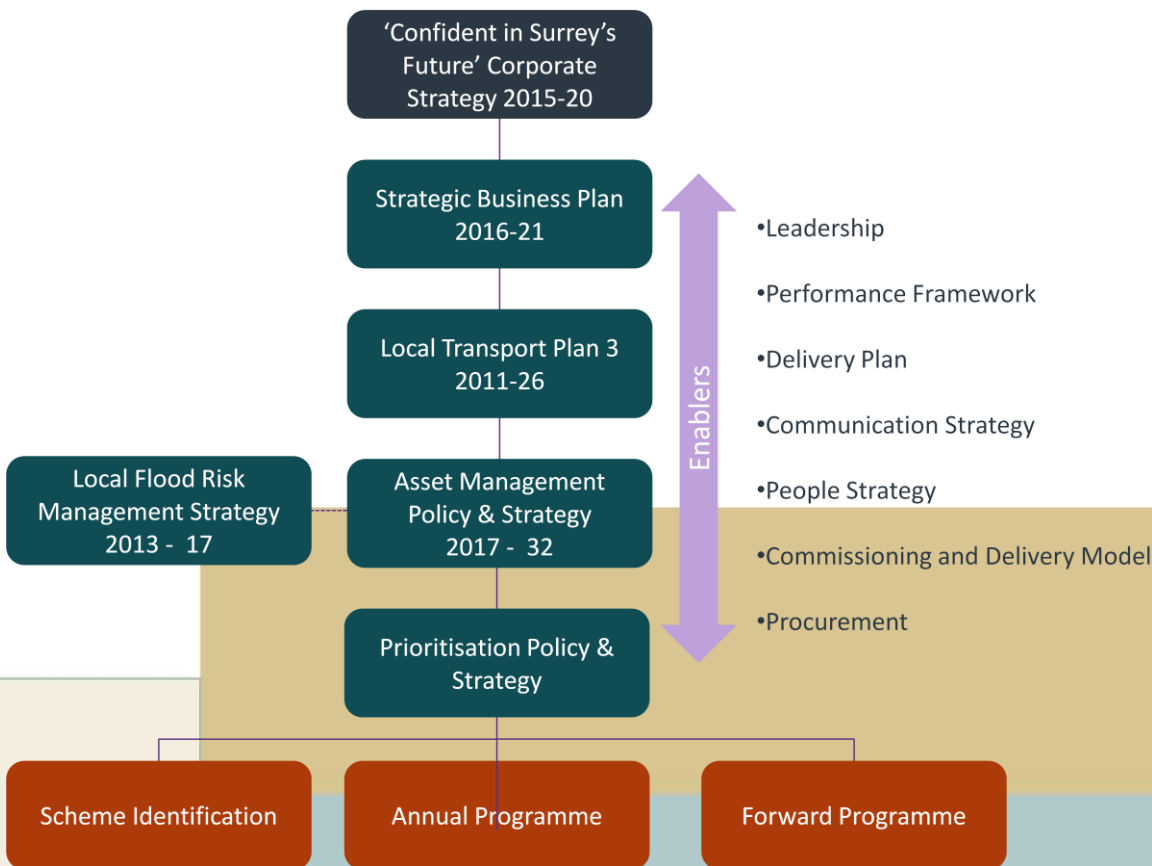 ‘Confident in Surrey’s
Future’ Corporate
Strategy 2015-20
Strategic Business Plan
2016-21
Local Transport Plan 3
2011-26
Local Flood Risk
Management Strategy
2013 - 17
Asset Management
Policy & Strategy
2017 - 32
Prioritisation Policy &
Strategy
Enablers
•Leadership
•Performance Framework
•Delivery Plan
•Communication Strategy
•People Strategy
•Commissioning and Delivery Model
•Procurement
Scheme Identification
Annual Programme
Forward Programme